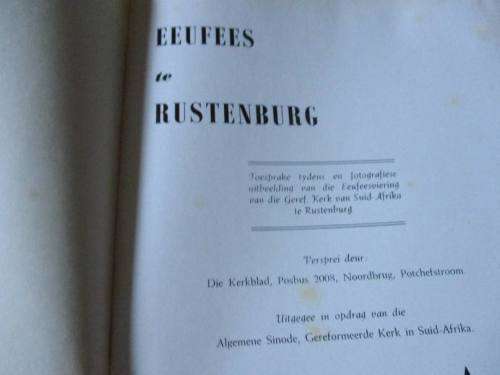 EEUFEES
te
RUSTENBURG
Toesprake tydens en fotografiese
uitbeelding van die Eeufeesviering
van die Geref. Kerk van Suid-Afrika
te Rustenburg
Versprei deur:
Die Kerkblad, Posbus 2008, Noordbrug, Potchefstroom.
Uitgegee in opdrag van die
Algemene Sinode, Gereformeerde Kerk in Suid-Afrika.